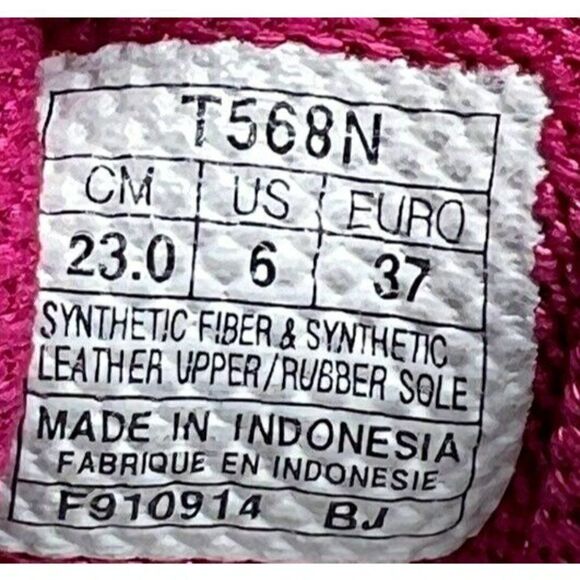 T568N
CM US EURO
23.0 6 37
SYNTHETIC FIBER & SYNTHETIC
LEATHER UPPER/RUBBER SOLE
MADE IN INDONESIA
FABRIQUE EN INDONESIE
F910914 BJ